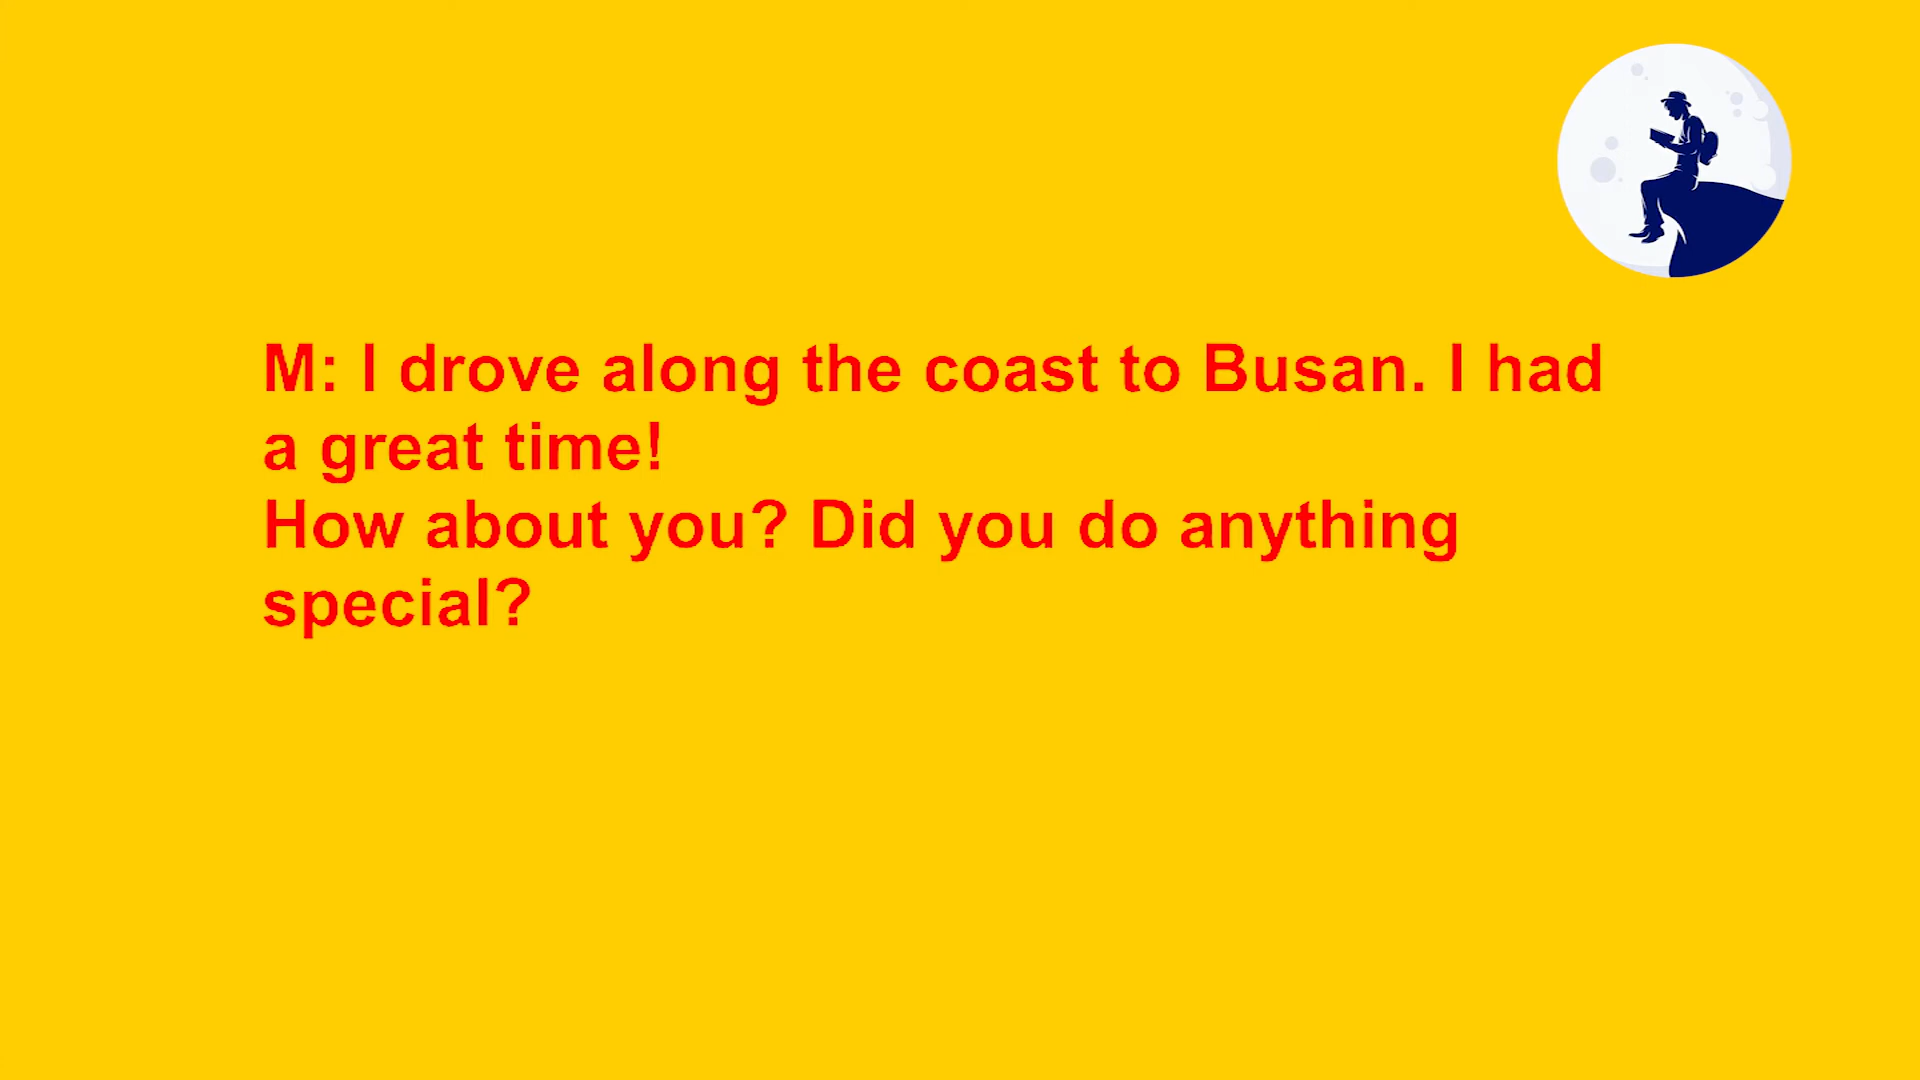 M: I drove along the coast to Busan. I had
a great time!
How about you? Did you do anything
special?